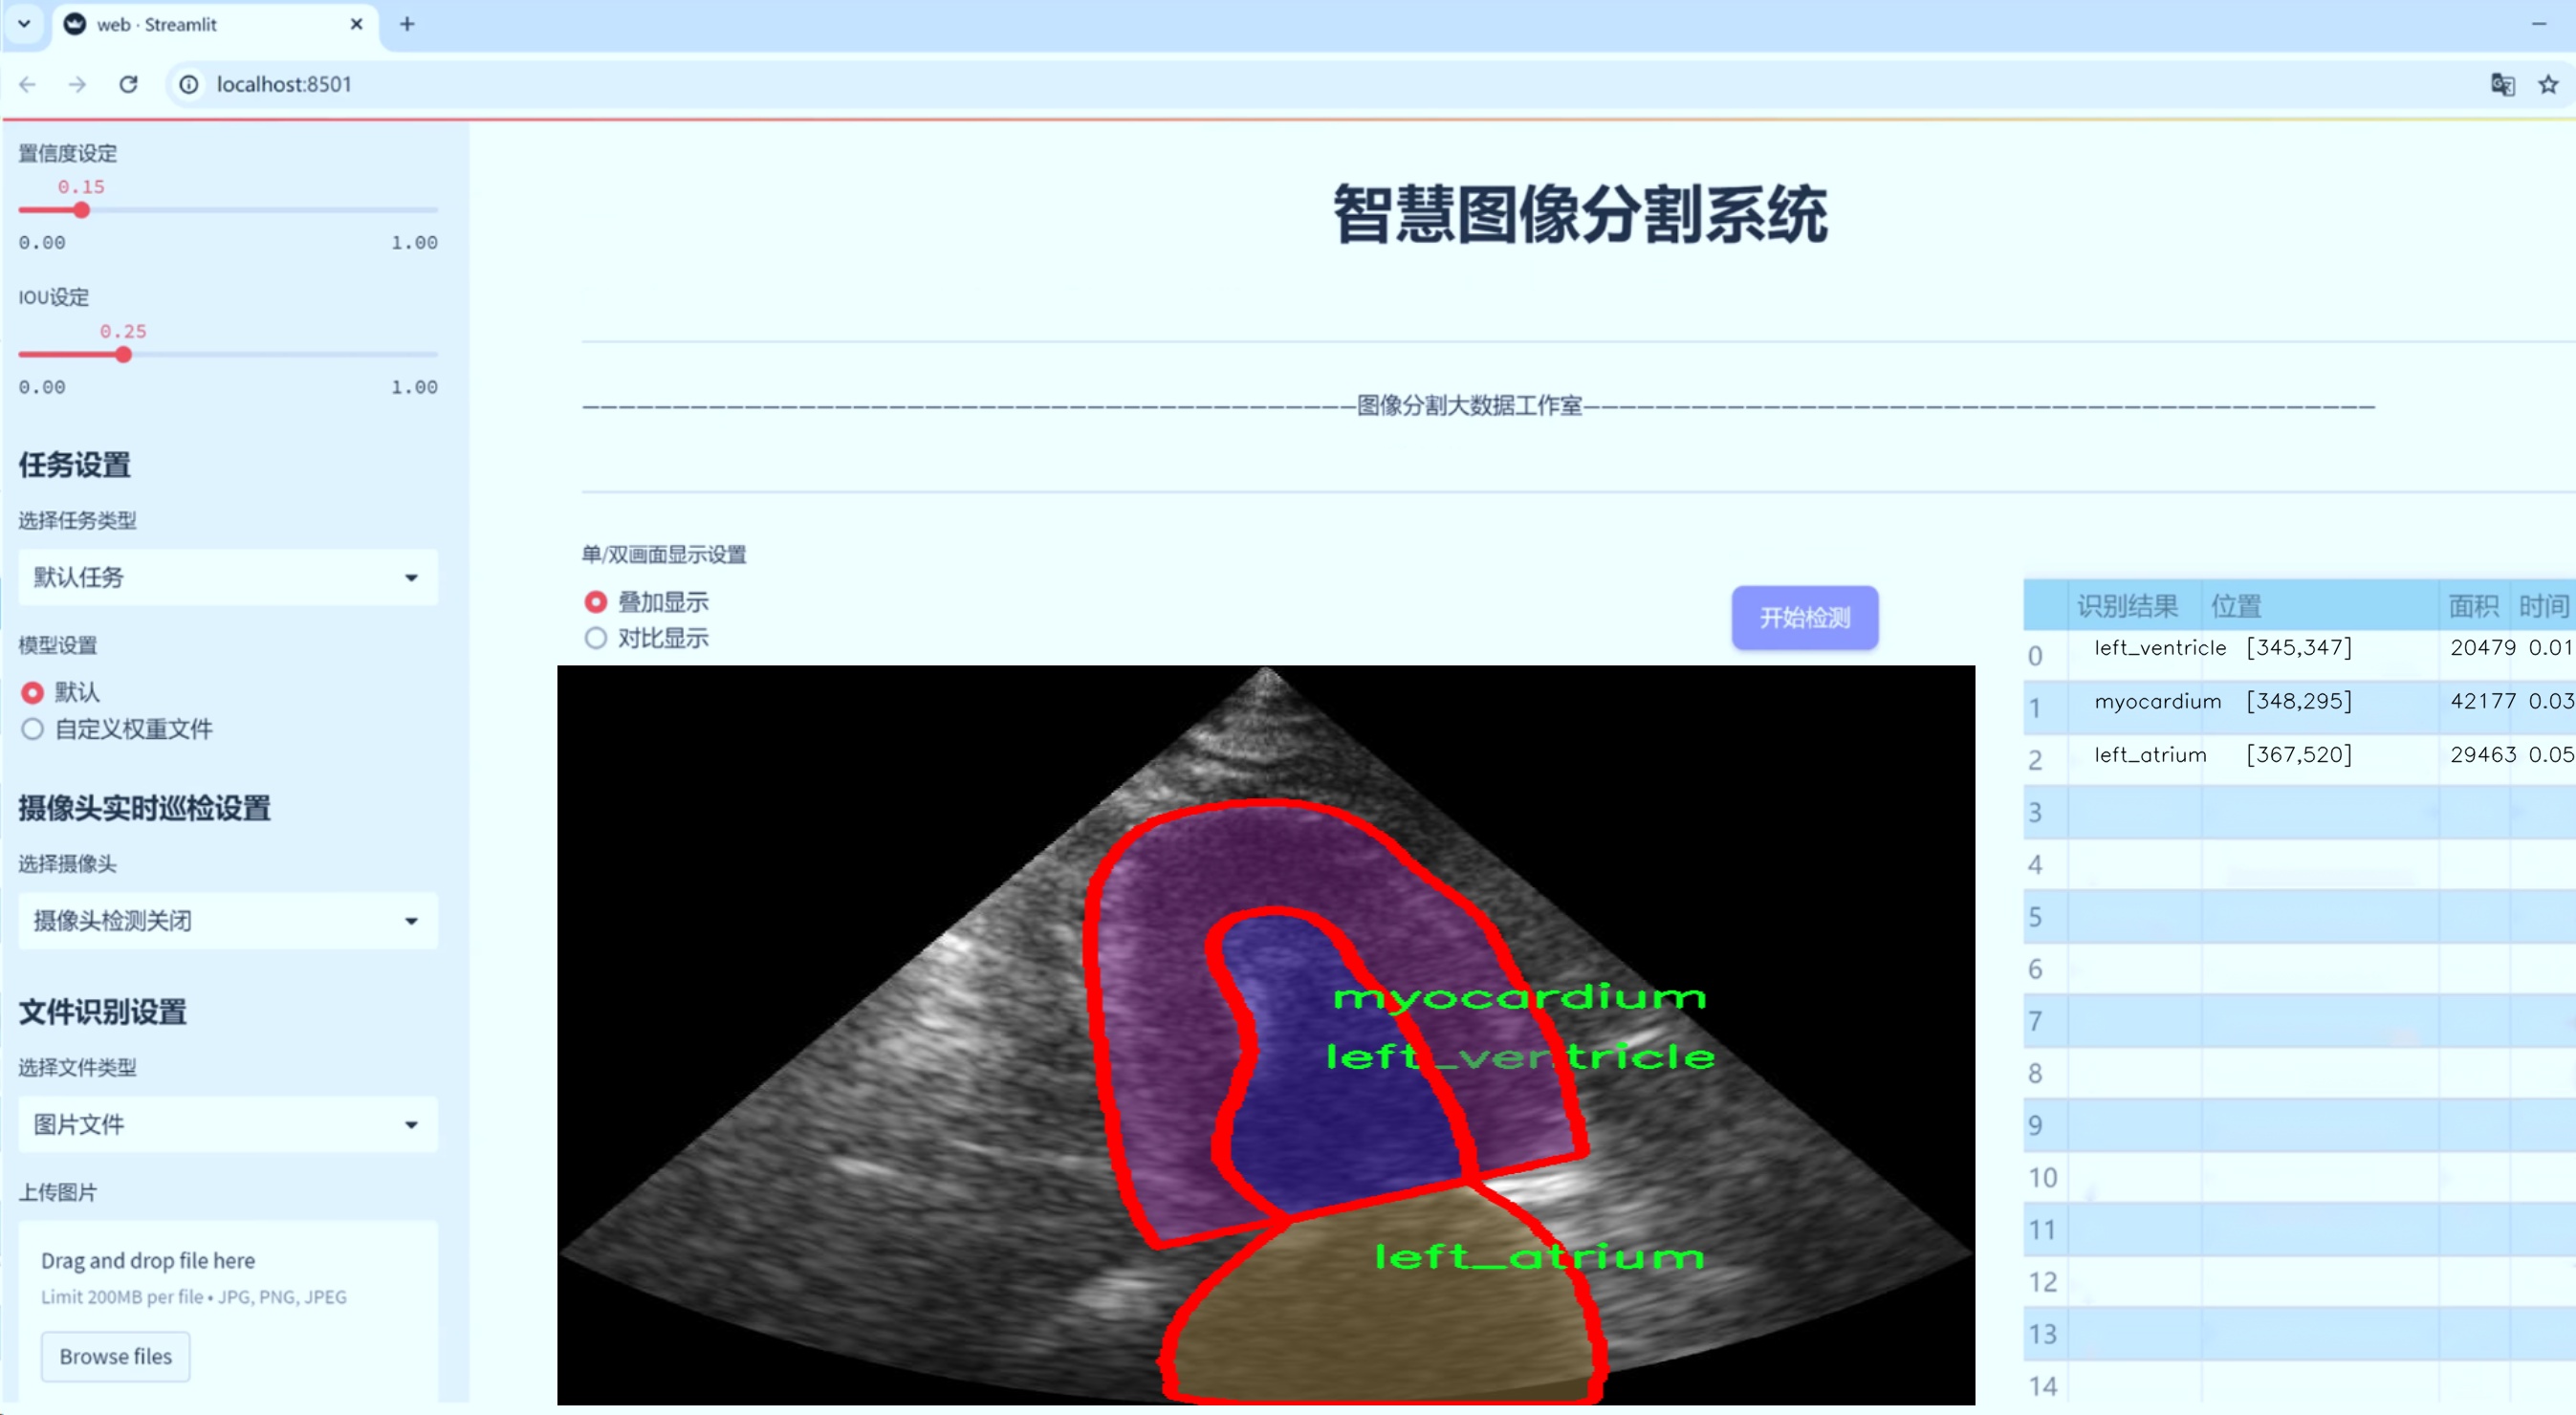 web · Streamlit
localhost:8501
置信度设定
0.15
0.00 1.00
IOU设定
0.25
0.00 1.00
任务设置
选择任务类型
默认任务
模型设置
默认
自定义权重文件
摄像头实时巡检设置
选择摄像头
摄像头检测关闭
文件识别设置
选择文件类型
图片文件
上传图片
Drag and drop file here
Limit 200MB per file • JPG, PNG, JPEG
Browse files
智慧图像分割系统
图像分割大数据工作室
单/双画面显示设置
叠加显示
对比显示
开始检测
myocardium
left_ventricle
left_atrium
识别结果 位置 面积 时间
0 left_ventricle [345,347] 20479 0.01
1 myocardium [348,295] 42177 0.03
2 left_atrium [367,520] 29463 0.05
3
4
5
6
7
8
9
10
11
12
13
14